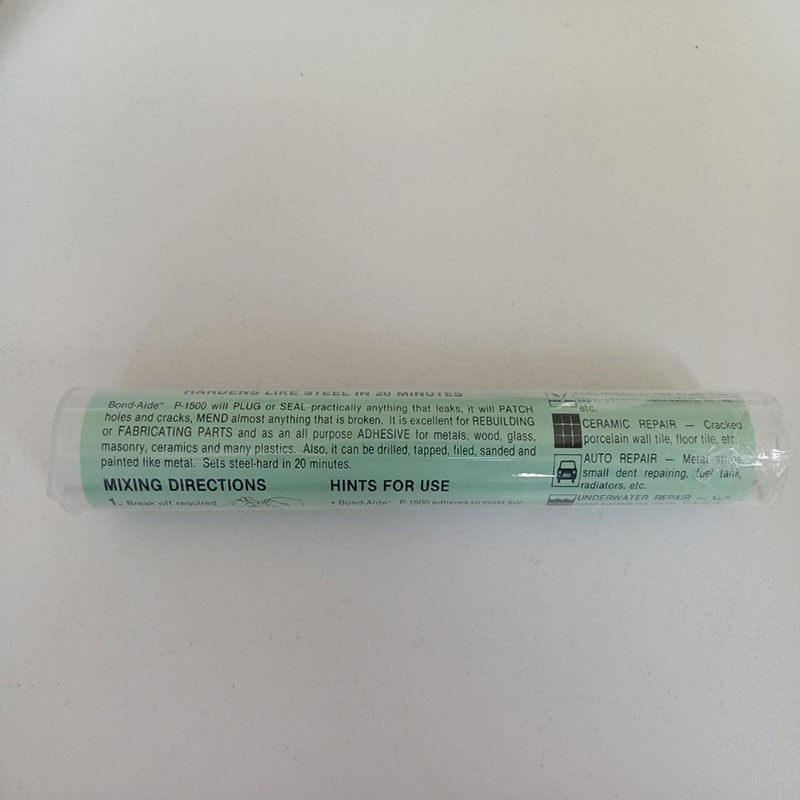 HARDENS LIKE STEEL IN 20 MINUTES
Bond-Aide® P-1500 will PLUG or SEAL practically anything that leaks, it will PATCH
holes and cracks, MEND almost anything that is broken. It is excellent for REBUILDING
or FABRICATING PARTS and as an all purpose ADHESIVE for metals, wood, glass,
masonry, ceramics and many plastics. Also, it can be drilled, tapped, filed, sanded and
painted like metal. Sets steel-hard in 20 minutes.
MIXING DIRECTIONS
1. Break off required
HINTS FOR USE
• Bond-Aide® P-1500 adheres to most sur-
etc.
CERAMIC REPAIR — Cracked
porcelain wall tile, floor tile, etc.
AUTO REPAIR — Metal
small dent repairing, fuel tank,
radiators, etc.
UNDERWATER REPAIR —